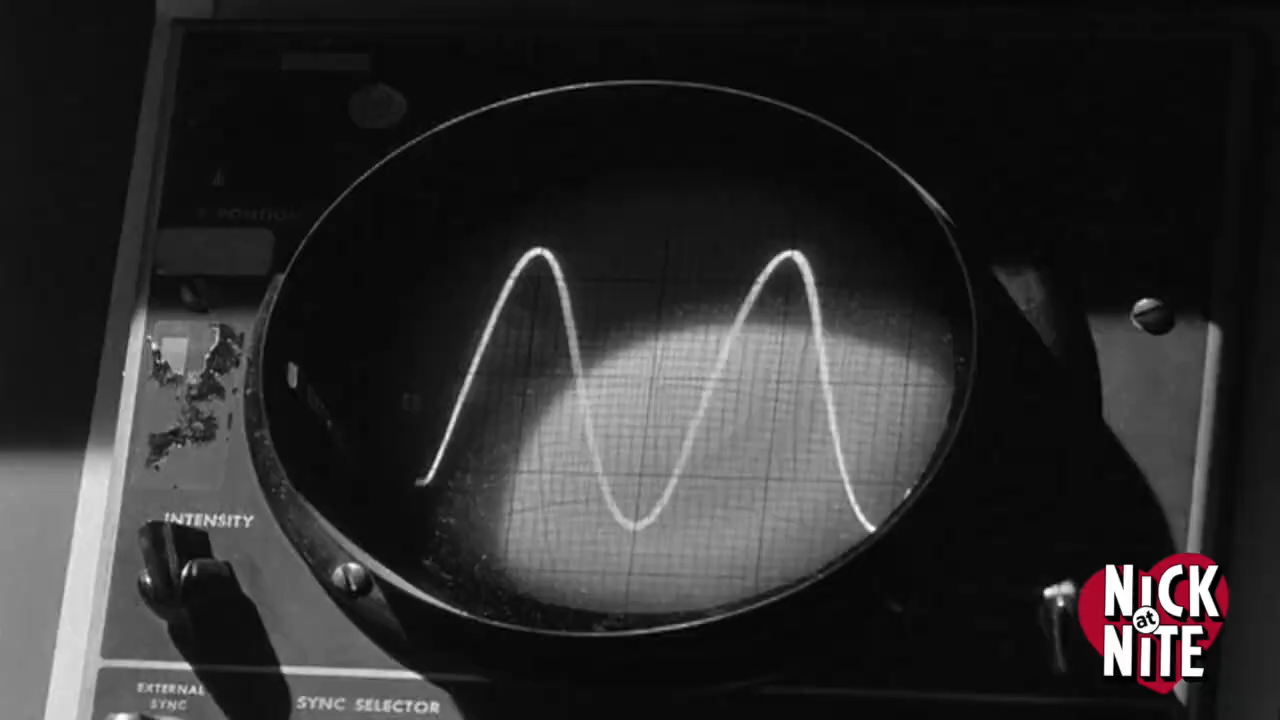 INTENSITY
EXTERNAL
SYNC
SYNC SELECTOR
NiCK
at
NiTE